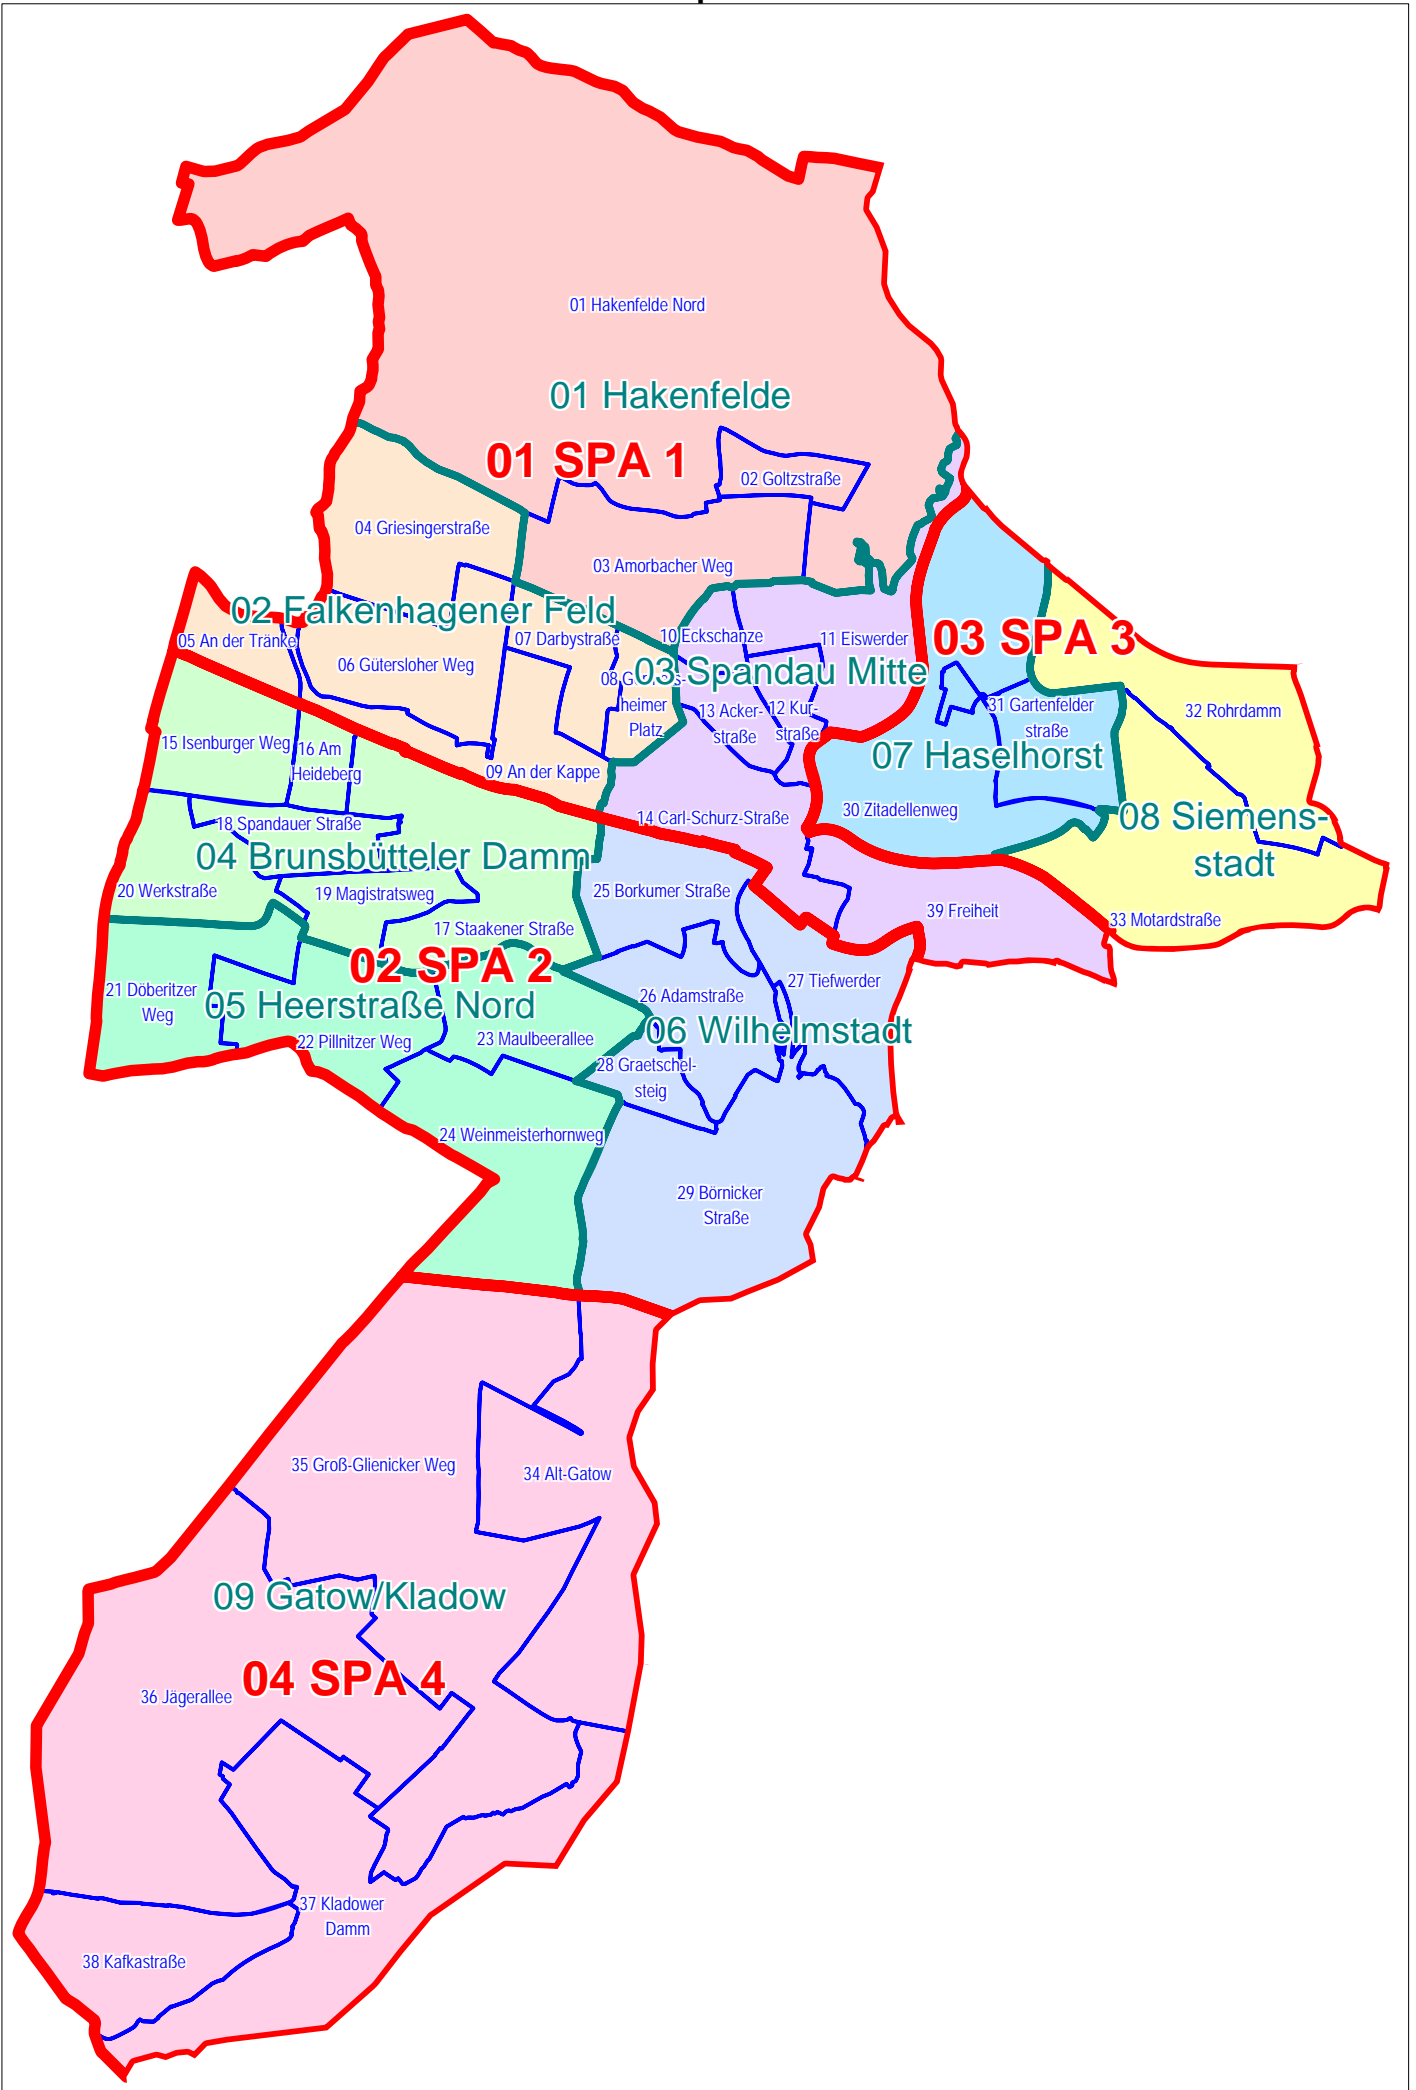 01 Hakenfelde Nord
01 Hakenfelde
01 SPA 1
02 Goltzstraße
04 Griesingerstraße
03 Amorbacher Weg
02 Falkenhagener Feld
05 An der Tränke
06 Gütersloher Weg
07 Darbystraße
10 Eckschanze
11 Eiswerder
03 SPA 3
03 Spandau Mitte
heimer
Platz
13 Acker-
straße
12 Kur-
straße
31 Gartenfelder
straße
32 Rohrdamm
15 Isenburger Weg
16 Am
Heideberg
09 An der Kappe
07 Haselhorst
30 Zitadellenweg
14 Carl-Schurz-Straße
08 Siemens-
stadt
18 Spandauer Straße
04 Brunsbütteler Damm
20 Werkstraße
19 Magistratsweg
25 Borkumer Straße
39 Freiheit
33 Motardstraße
17 Staakener Straße
02 SPA 2
21 Döberitzer
Weg
05 Heerstraße Nord
26 Adamstraße
27 Tiefwerder
06 Wilhelmstadt
22 Pillnitzer Weg
23 Maulbeerallee
28 Graetschel-
steig
24 Weinmeisterhornweg
29 Börnicker
Straße
35 Groß-Glienicker Weg
34 Alt-Gatow
09 Gatow/Kladow
04 SPA 4
36 Jägerallee
37 Kladower
Damm
38 Kafkastraße